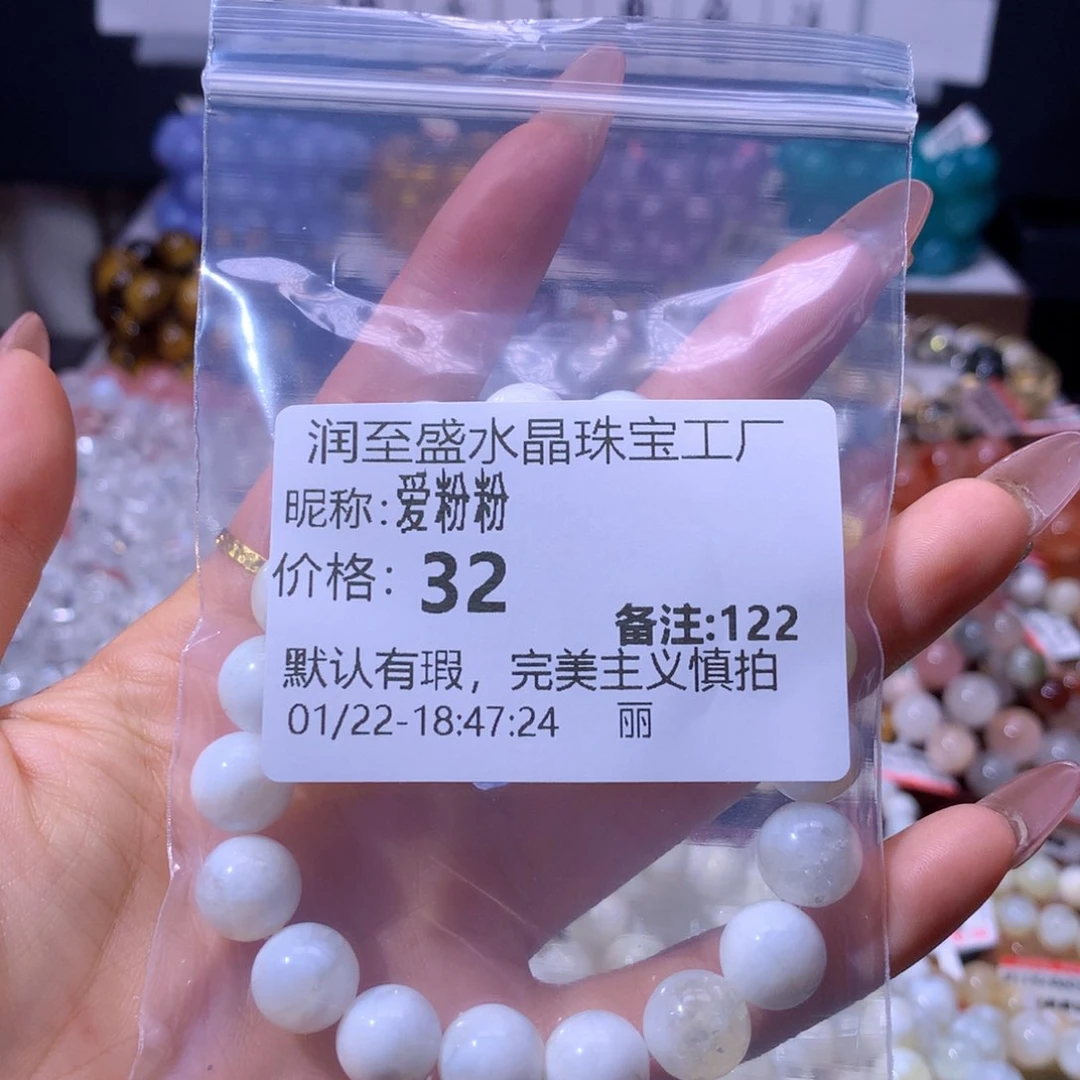 润至盛水晶珠宝工厂
昵称:爱粉粉
价格: 32
备注:122
默认有瑕，完美主义慎拍
01/22-18:47:24 丽